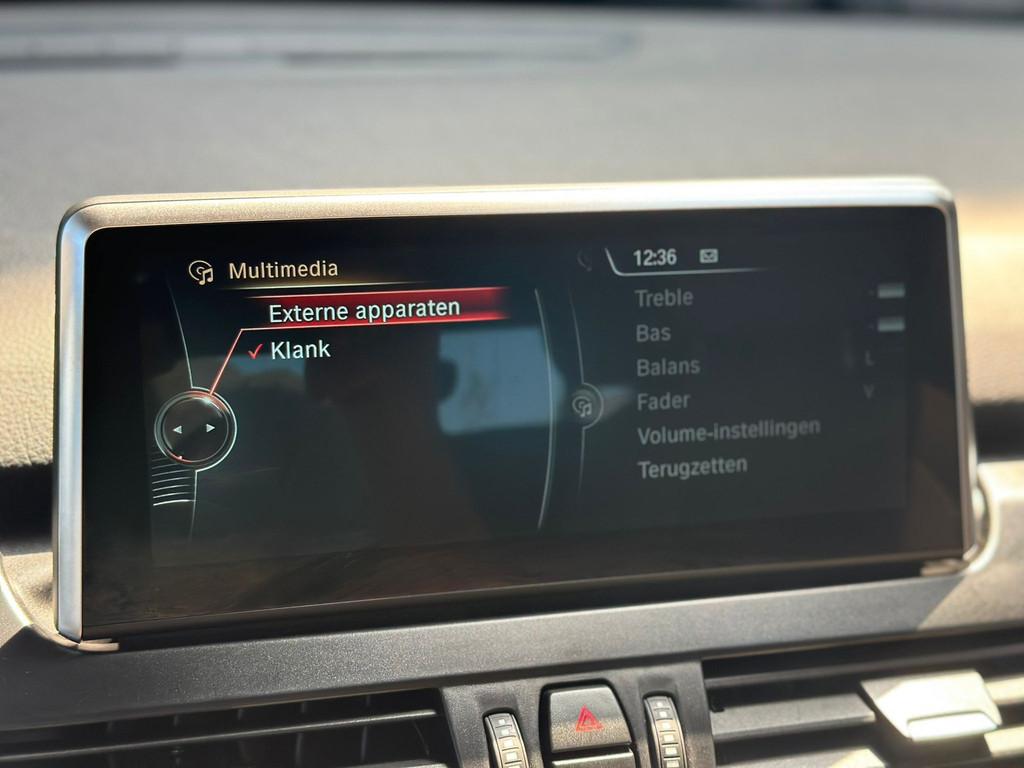 Multimedia
Externe apparaten
Klank
12:36
Treble
Bas
Balans
L
Fader
V
Volume-instellingen
Terugzetten